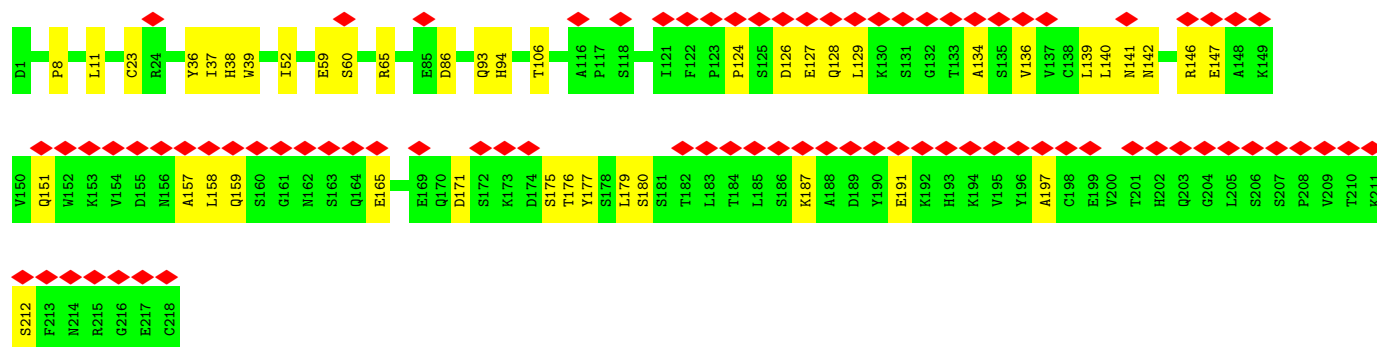 D1 P8 L11 C23 R24 Y36 I37 H38 W39 I52 E59 S60 R65 E85 D86 Q93 H94 T106 A116 P117 S118 I121 F122 P123 P124 S125 D126 E127 Q128 L129 K130 S131 G132 T133 A134 S135 V136 V137 C138 L139 L140 N141 N142 R146 E147 A148 K149
V150 Q151 W152 K153 V154 D155 N156 A157 L158 Q159 S160 G161 N162 S163 Q164 E165 E169 Q170 D171 S172 K173 D174 S175 T176 Y177 S178 L179 S180 S181 T182 L183 T184 L185 S186 K187 A188 D189 Y190 E191 K192 H193 K194 V195 Y196 A197 C198 E199 V200 T201 H202 Q203 G204 L205 S206 S207 P208 V209 T210 K211
S212 F213 N214 R215 G216 E217 C218